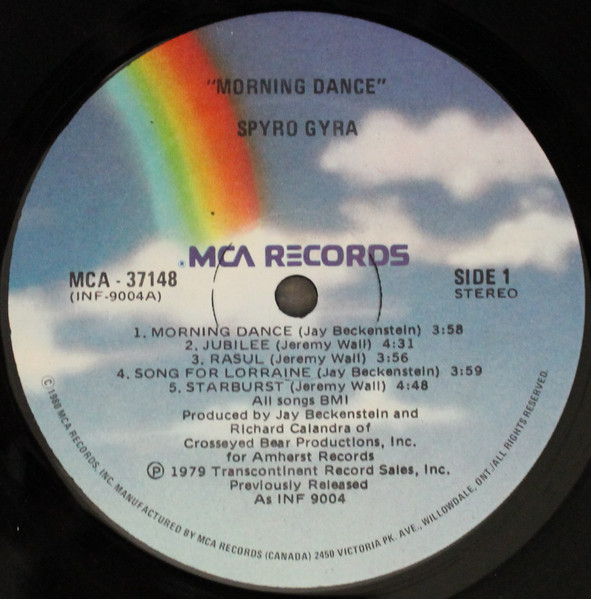 "MORNING DANCE"
SPYRO GYRA
MCA RECORDS
MCA - 37148
(INF-9004A)
SIDE 1
STEREO
1. MORNING DANCE (Jay Beckenstein) 3:58
2. JUBILEE (Jeremy Wall) 4:31
3. RASUL (Jeremy Wall) 3:56
4. SONG FOR LORRAINE (Jay Beckenstein) 3:59
5. STARBURST (Jeremy Wall) 4:48
All songs BMI
Produced by Jay Beckenstein and
Richard Calandra of
Crosseyed Bear Productions, Inc.
for Amherst Records
Ⓟ 1979 Transcontinent Record Sales, Inc.
Previously Released
As INF 9004
© 1980 MCA RECORDS, INC. MANUFACTURED BY MCA RECORDS (CANADA) 2450 VICTORIA PK. AVE., WILLOWDALE, ONT./ALL RIGHTS RESERVED.